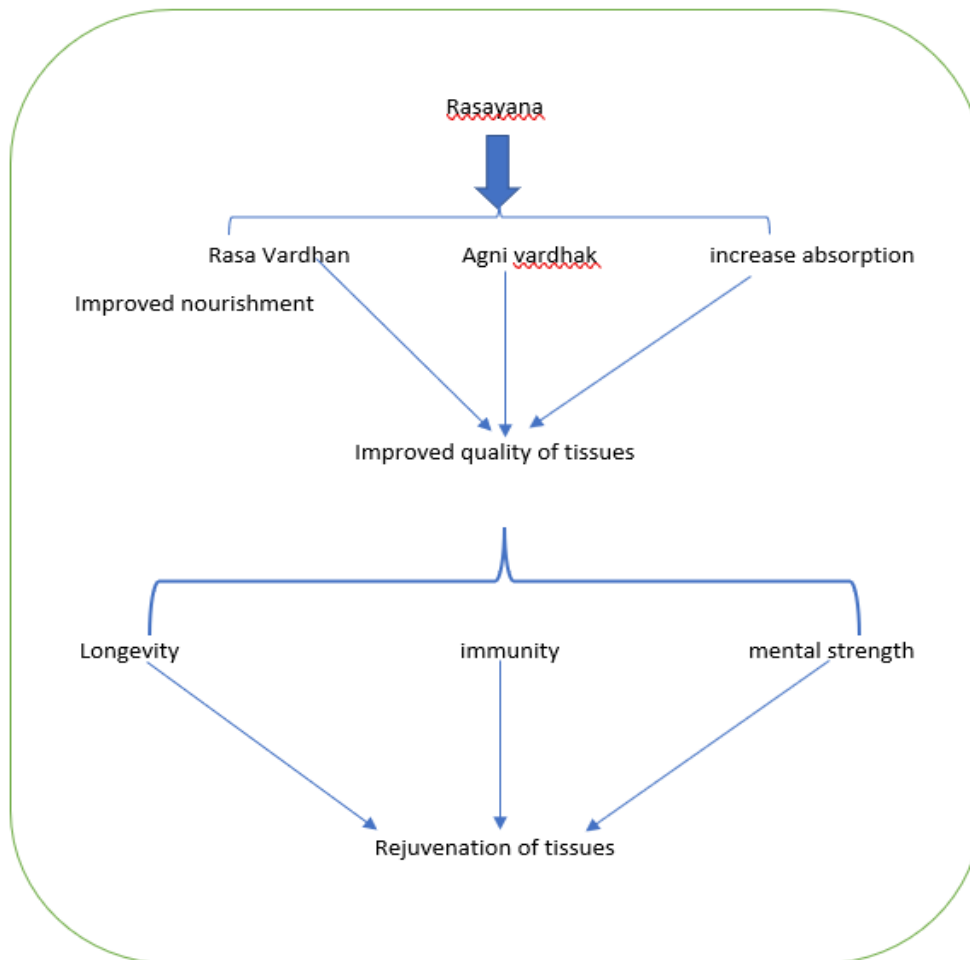 Rasayana
Rasa Vardhan Agni vardhak increase absorption
Improved nourishment
Improved quality of tissues
Longevity immunity mental strength
Rejuvenation of tissues